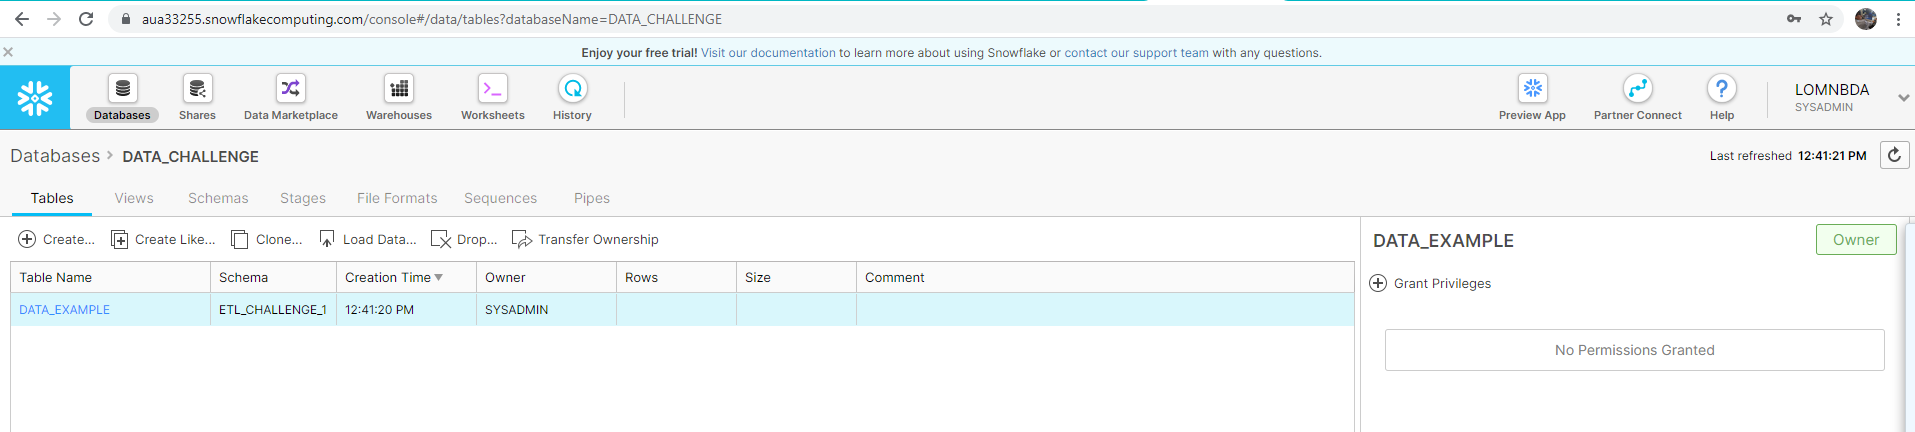 aua33255.snowflakecomputing.com/console#/data/tables?databaseName=DATA_CHALLENGE
Enjoy your free trial! Visit our documentation to learn more about using Snowflake or contact our support team with any questions.
Databases Shares Data Marketplace Warehouses Worksheets History Preview App Partner Connect Help LOMNBDA
SYSADMIN
Databases > DATA_CHALLENGE Last refreshed 12:41:21 PM
Tables Views Schemas Stages File Formats Sequences Pipes
Create... Create Like... Clone... Load Data... Drop... Transfer Ownership
Table Name Schema Creation Time Owner Rows Size Comment
DATA_EXAMPLE ETL_CHALLENGE_1 12:41:20 PM SYSADMIN
DATA_EXAMPLE Owner
Grant Privileges
No Permissions Granted